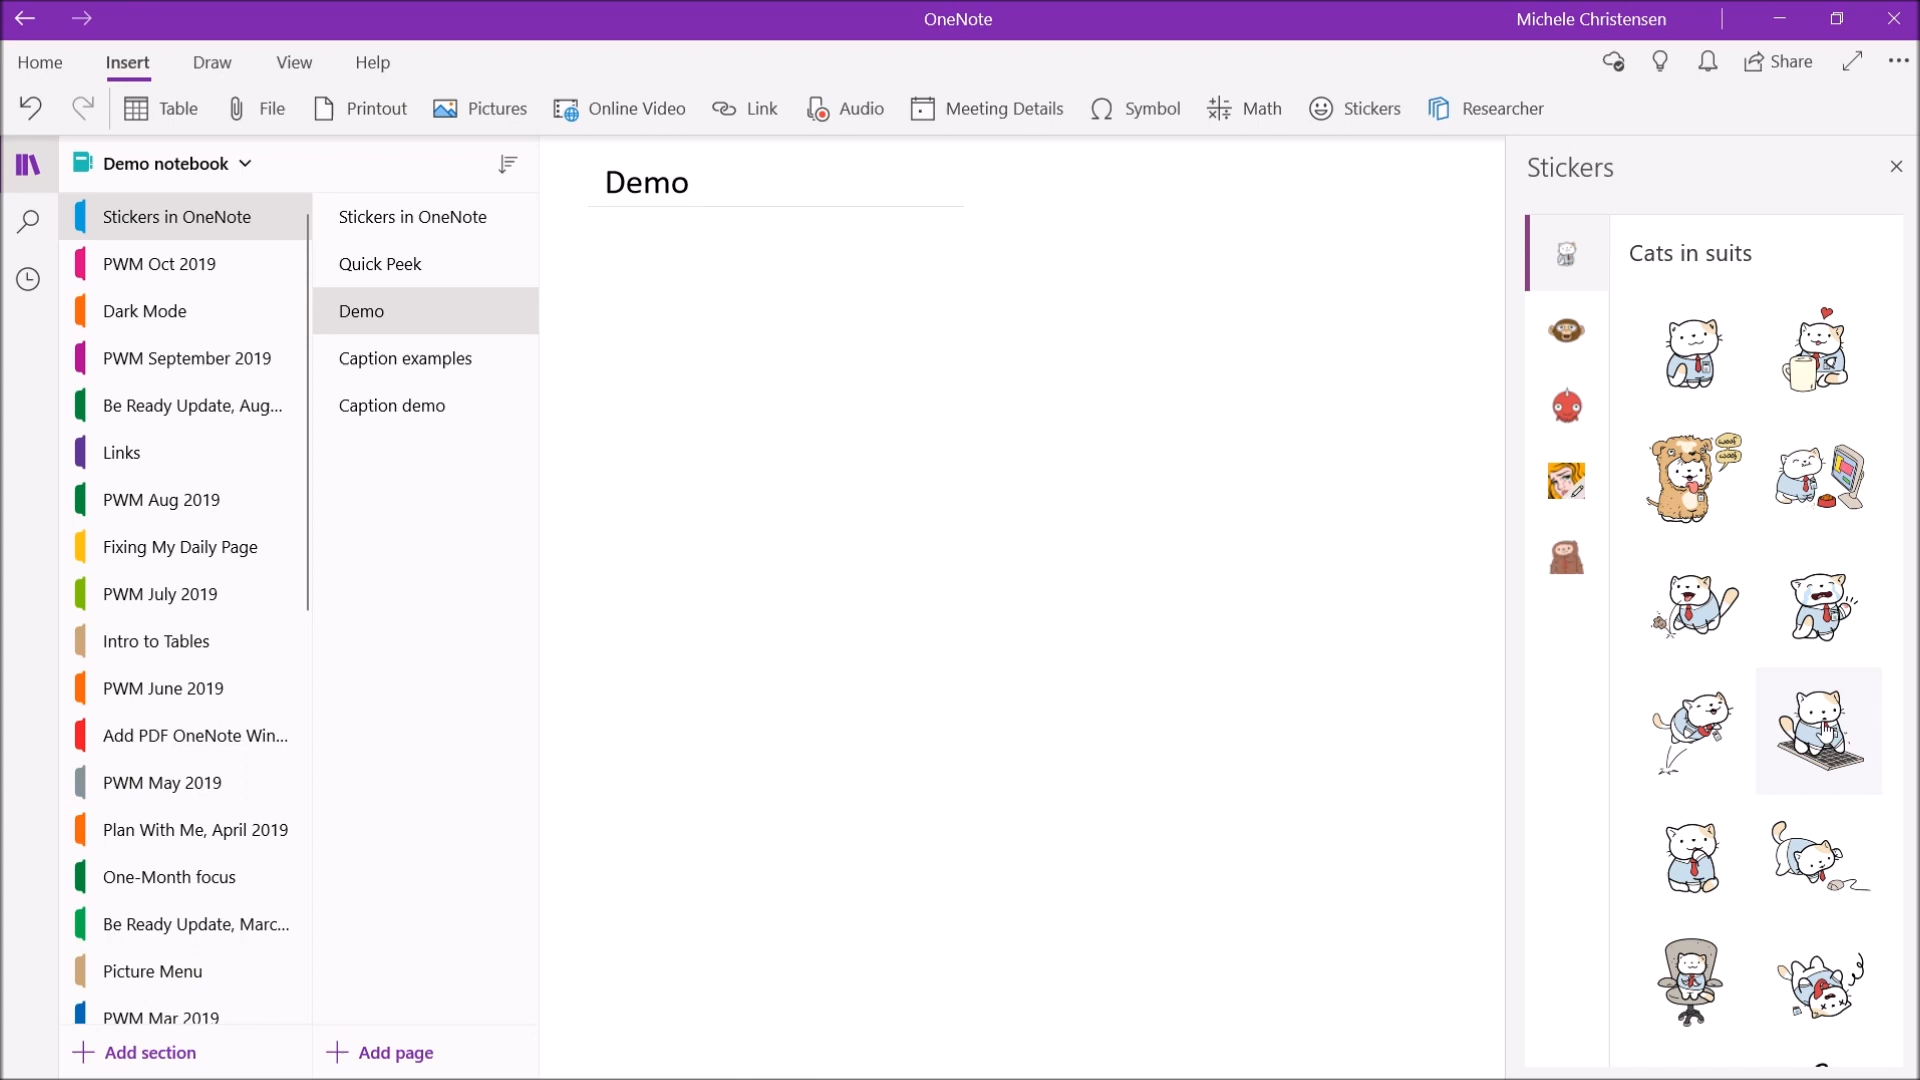 OneNote
Michele Christensen
Home Insert Draw View Help
Share
Table File Printout Pictures Online Video Link Audio Meeting Details Symbol Math Stickers Researcher
Demo notebook
Stickers in OneNote
PWM Oct 2019
Dark Mode
PWM September 2019
Be Ready Update, Aug...
Links
PWM Aug 2019
Fixing My Daily Page
PWM July 2019
Intro to Tables
PWM June 2019
Add PDF OneNote Win...
PWM May 2019
Plan With Me, April 2019
One-Month focus
Be Ready Update, Marc...
Picture Menu
PWM Mar 2019
Add section
Stickers in OneNote
Quick Peek
Demo
Caption examples
Caption demo
Add page
Demo
Stickers
Cats in suits
woof
woof